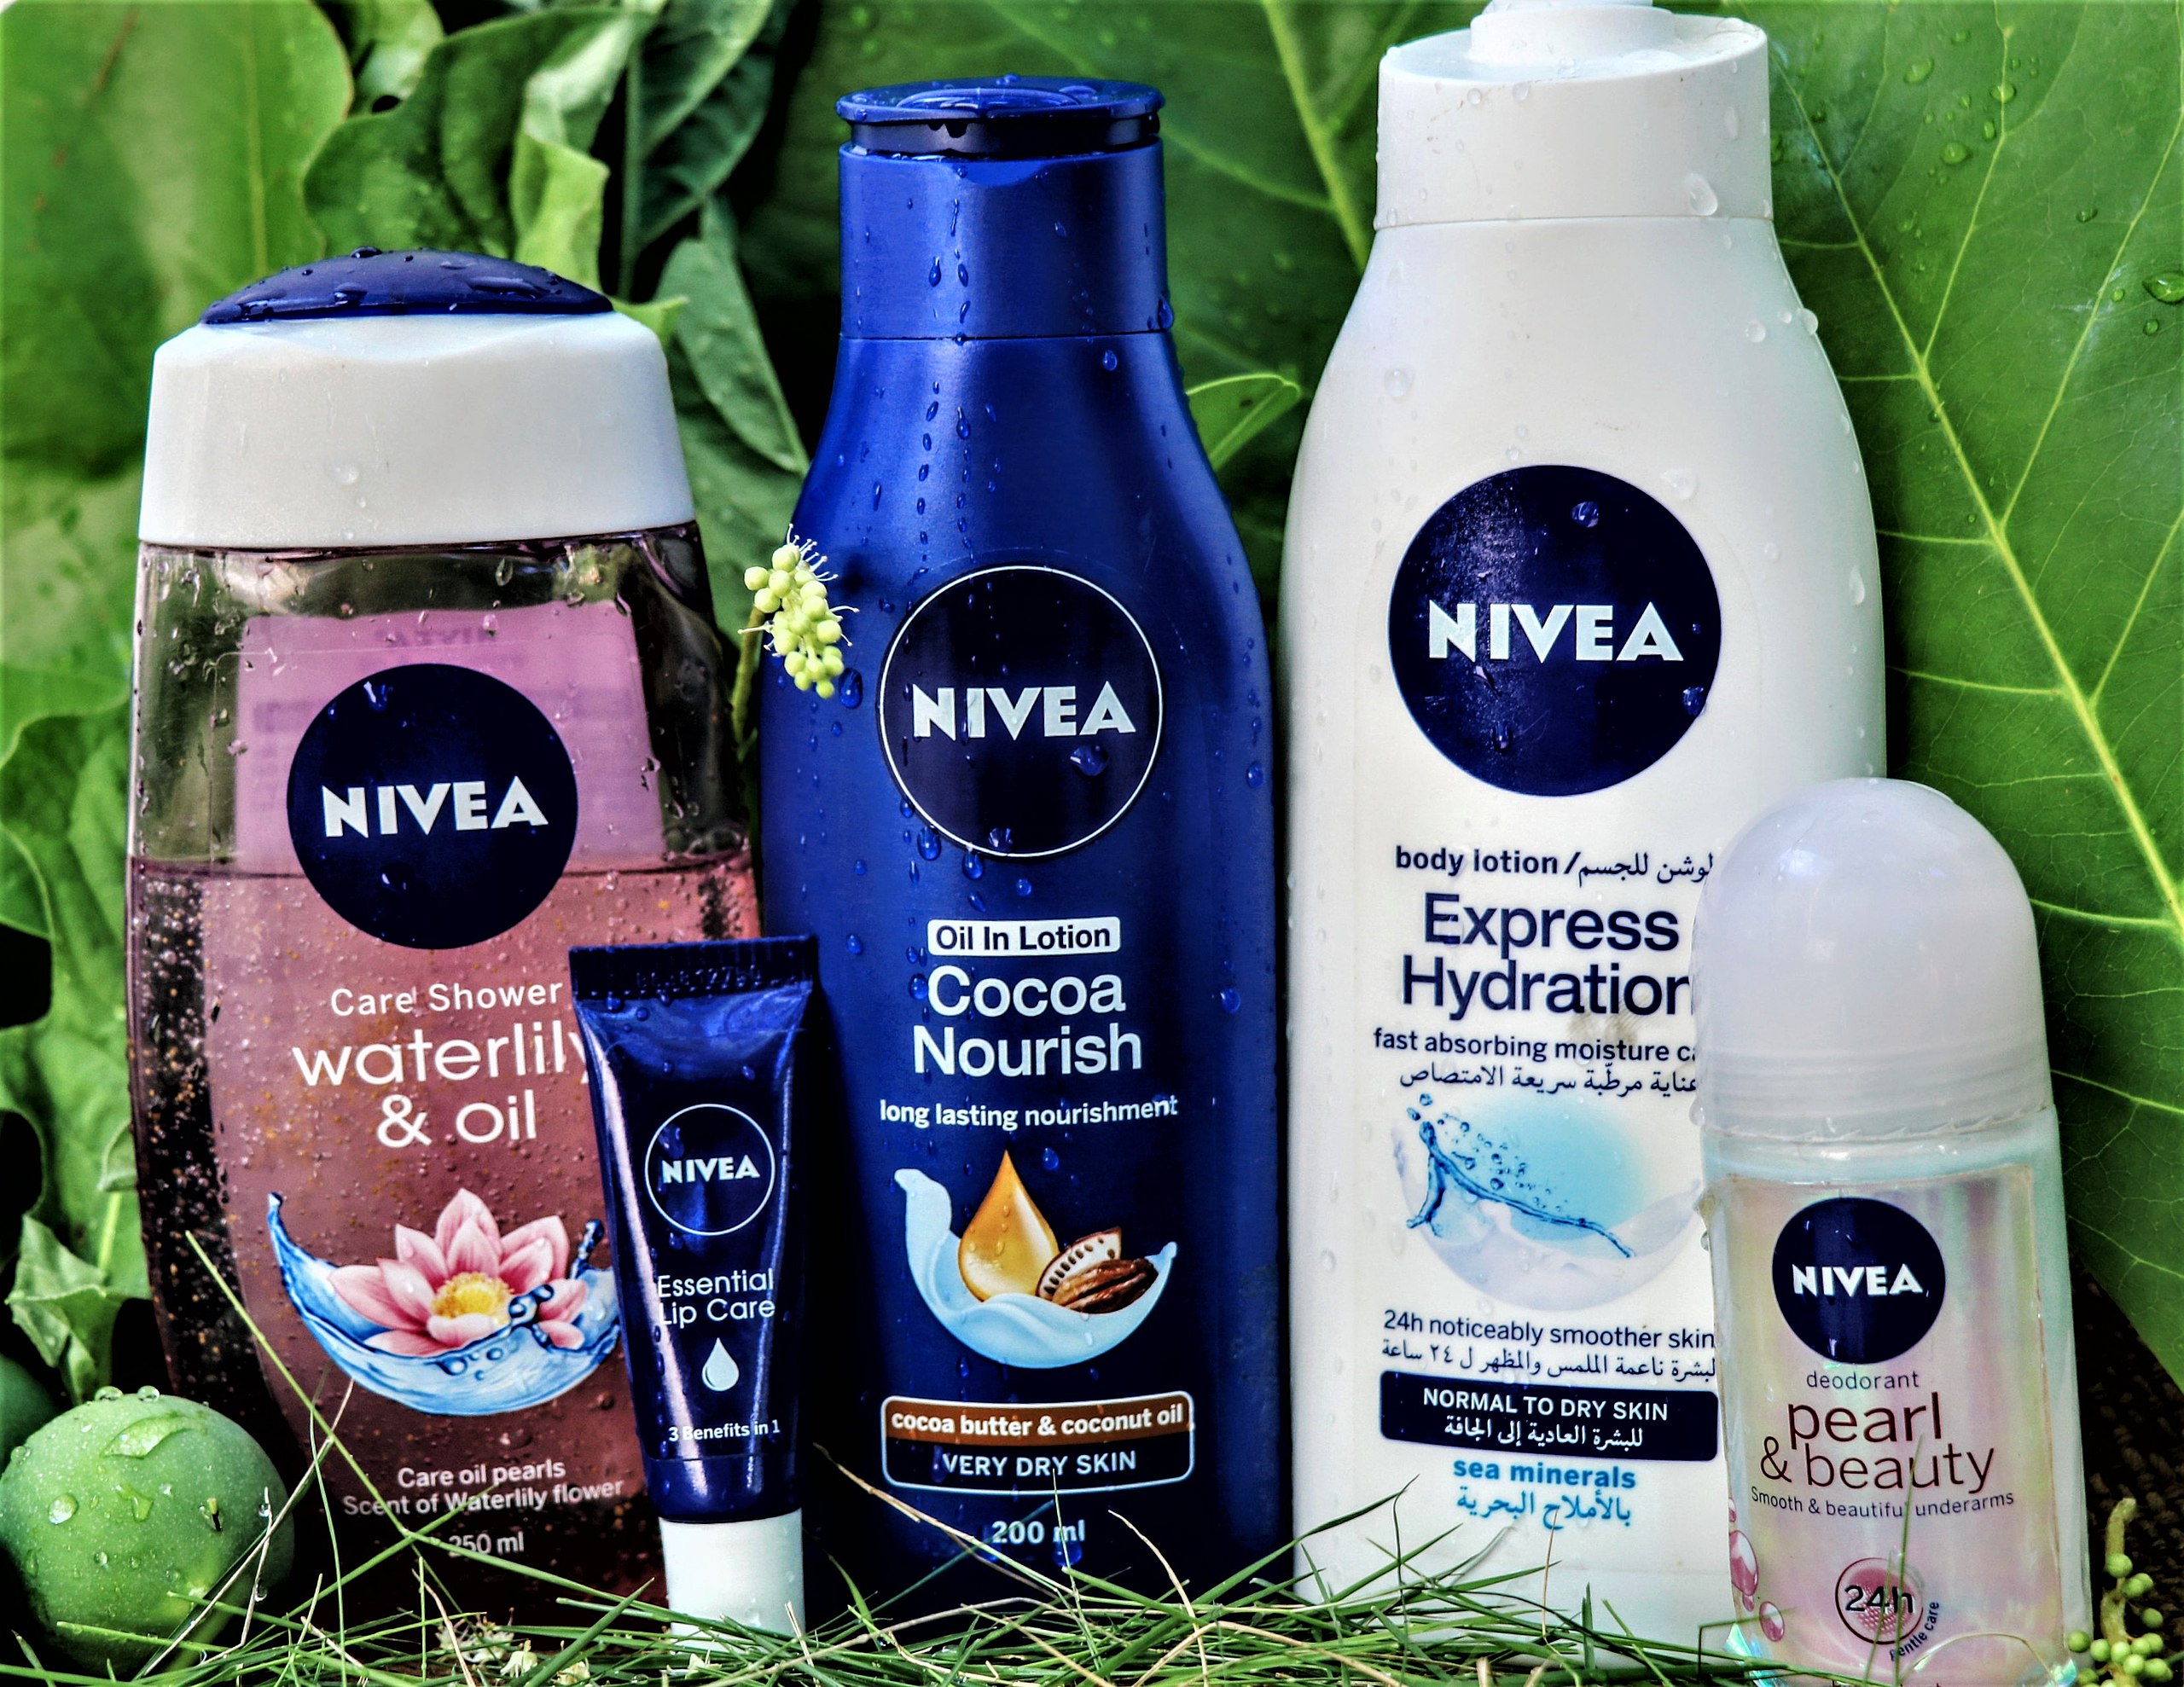 NIVEA
Care Shower
waterlily
& oil
Care oil pearls
Scent of Waterlily flower
250 ml
NIVEA
Essential
Lip Care
3 Benefits in 1
NIVEA
Oil In Lotion
Cocoa
Nourish
long lasting nourishment
cocoa butter & coconut oil
VERY DRY SKIN
200 ml
NIVEA
body lotion / لوشن للجسم
Express
Hydration
fast absorbing moisture
عناية مرطّبة سريعة الامتصاص
24h noticeably smoother skin
لبشرة ناعمة الملمس والمظهر ل ٢٤ ساعة
NORMAL TO DRY SKIN
للبشرة العادية إلى الجافة
sea minerals
بالأملاح البحرية
NIVEA
deodorant
pearl
& beauty
Smooth & beautiful underarms
24h
gentle care